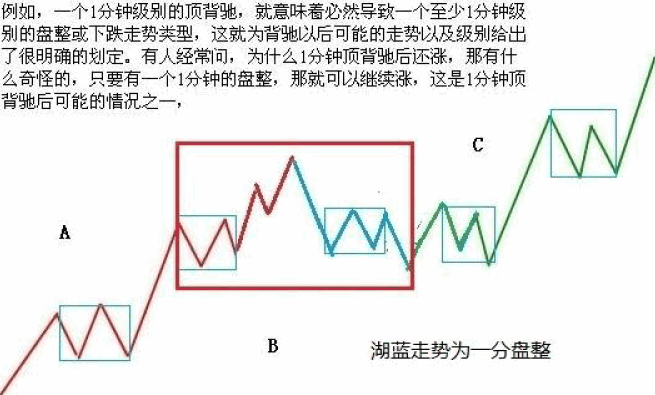 例如，一个1分钟级别的顶背驰，就意味着必然导致一个至少1分钟级
别的盘整或下跌走势类型，这就为背驰以后可能的走势以及级别给出
了很明确的划定。有人经常问，为什么1分钟顶背驰后还涨，那有什
么奇怪的，只要有一个1分钟的盘整，那就可以继续涨，这是1分钟顶
背驰后可能的情况之一，
C
A
B
湖蓝走势为一分盘整